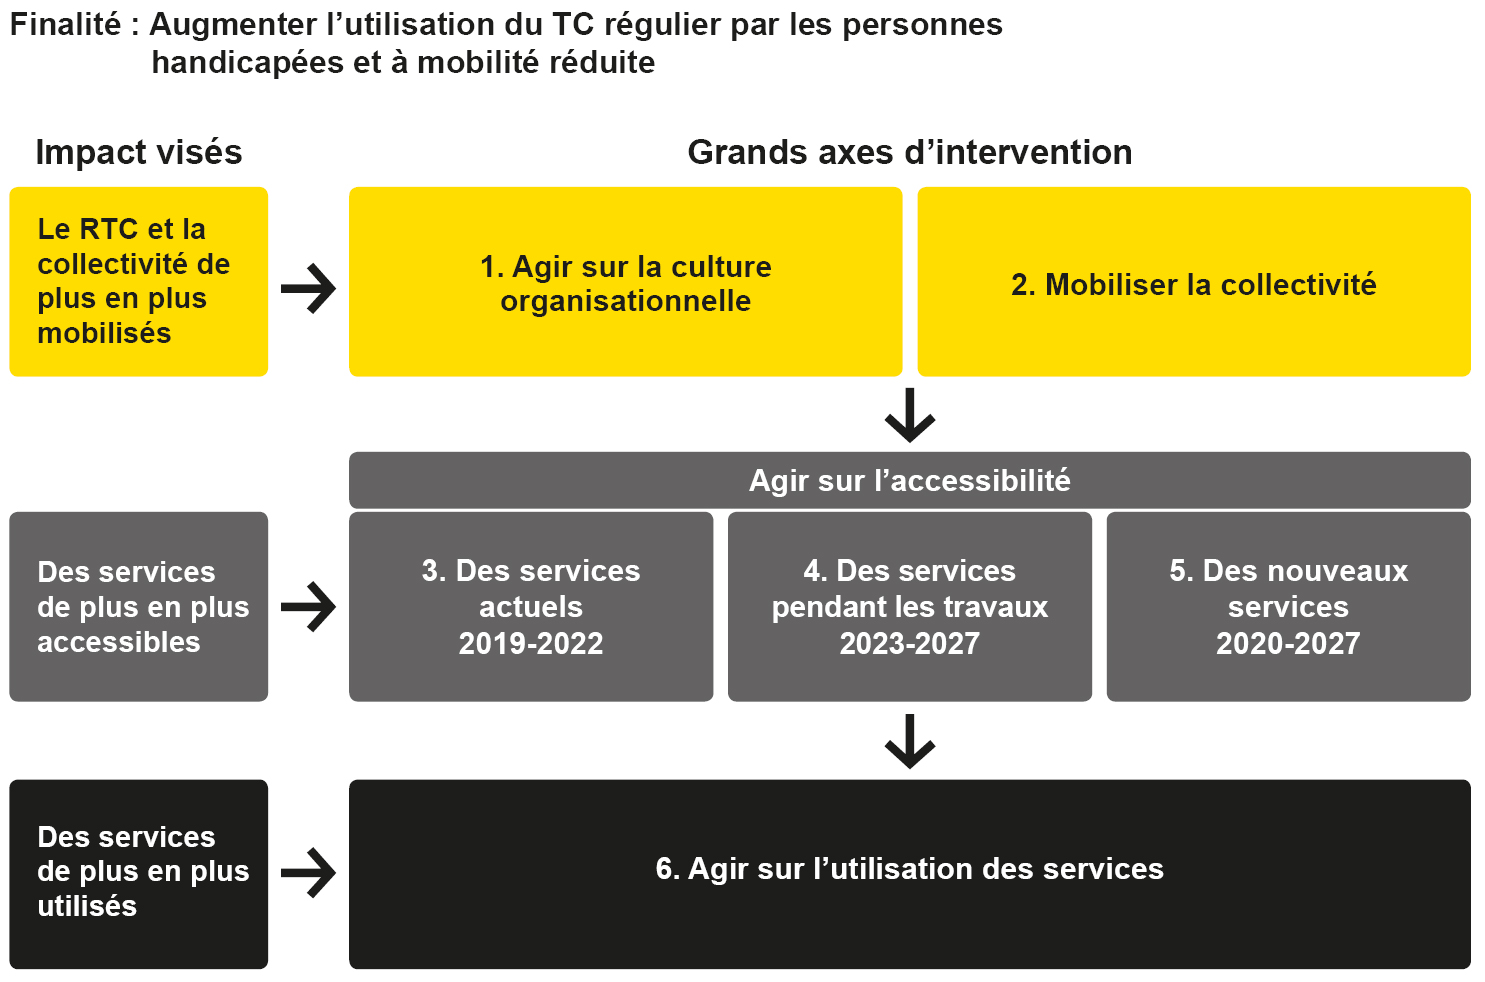 Finalité : Augmenter l’utilisation du TC régulier par les personnes
handicapées et à mobilité réduite
Impact visés
Grands axes d’intervention
Le RTC et la
collectivité de
plus en plus
mobilisés
1. Agir sur la culture
organisationnelle
2. Mobiliser la collectivité
Agir sur l’accessibilité
Des services
de plus en plus
accessibles
3. Des services
actuels
2019-2022
4. Des services
pendant les travaux
2023-2027
5. Des nouveaux
services
2020-2027
Des services
de plus en plus
utilisés
6. Agir sur l’utilisation des services